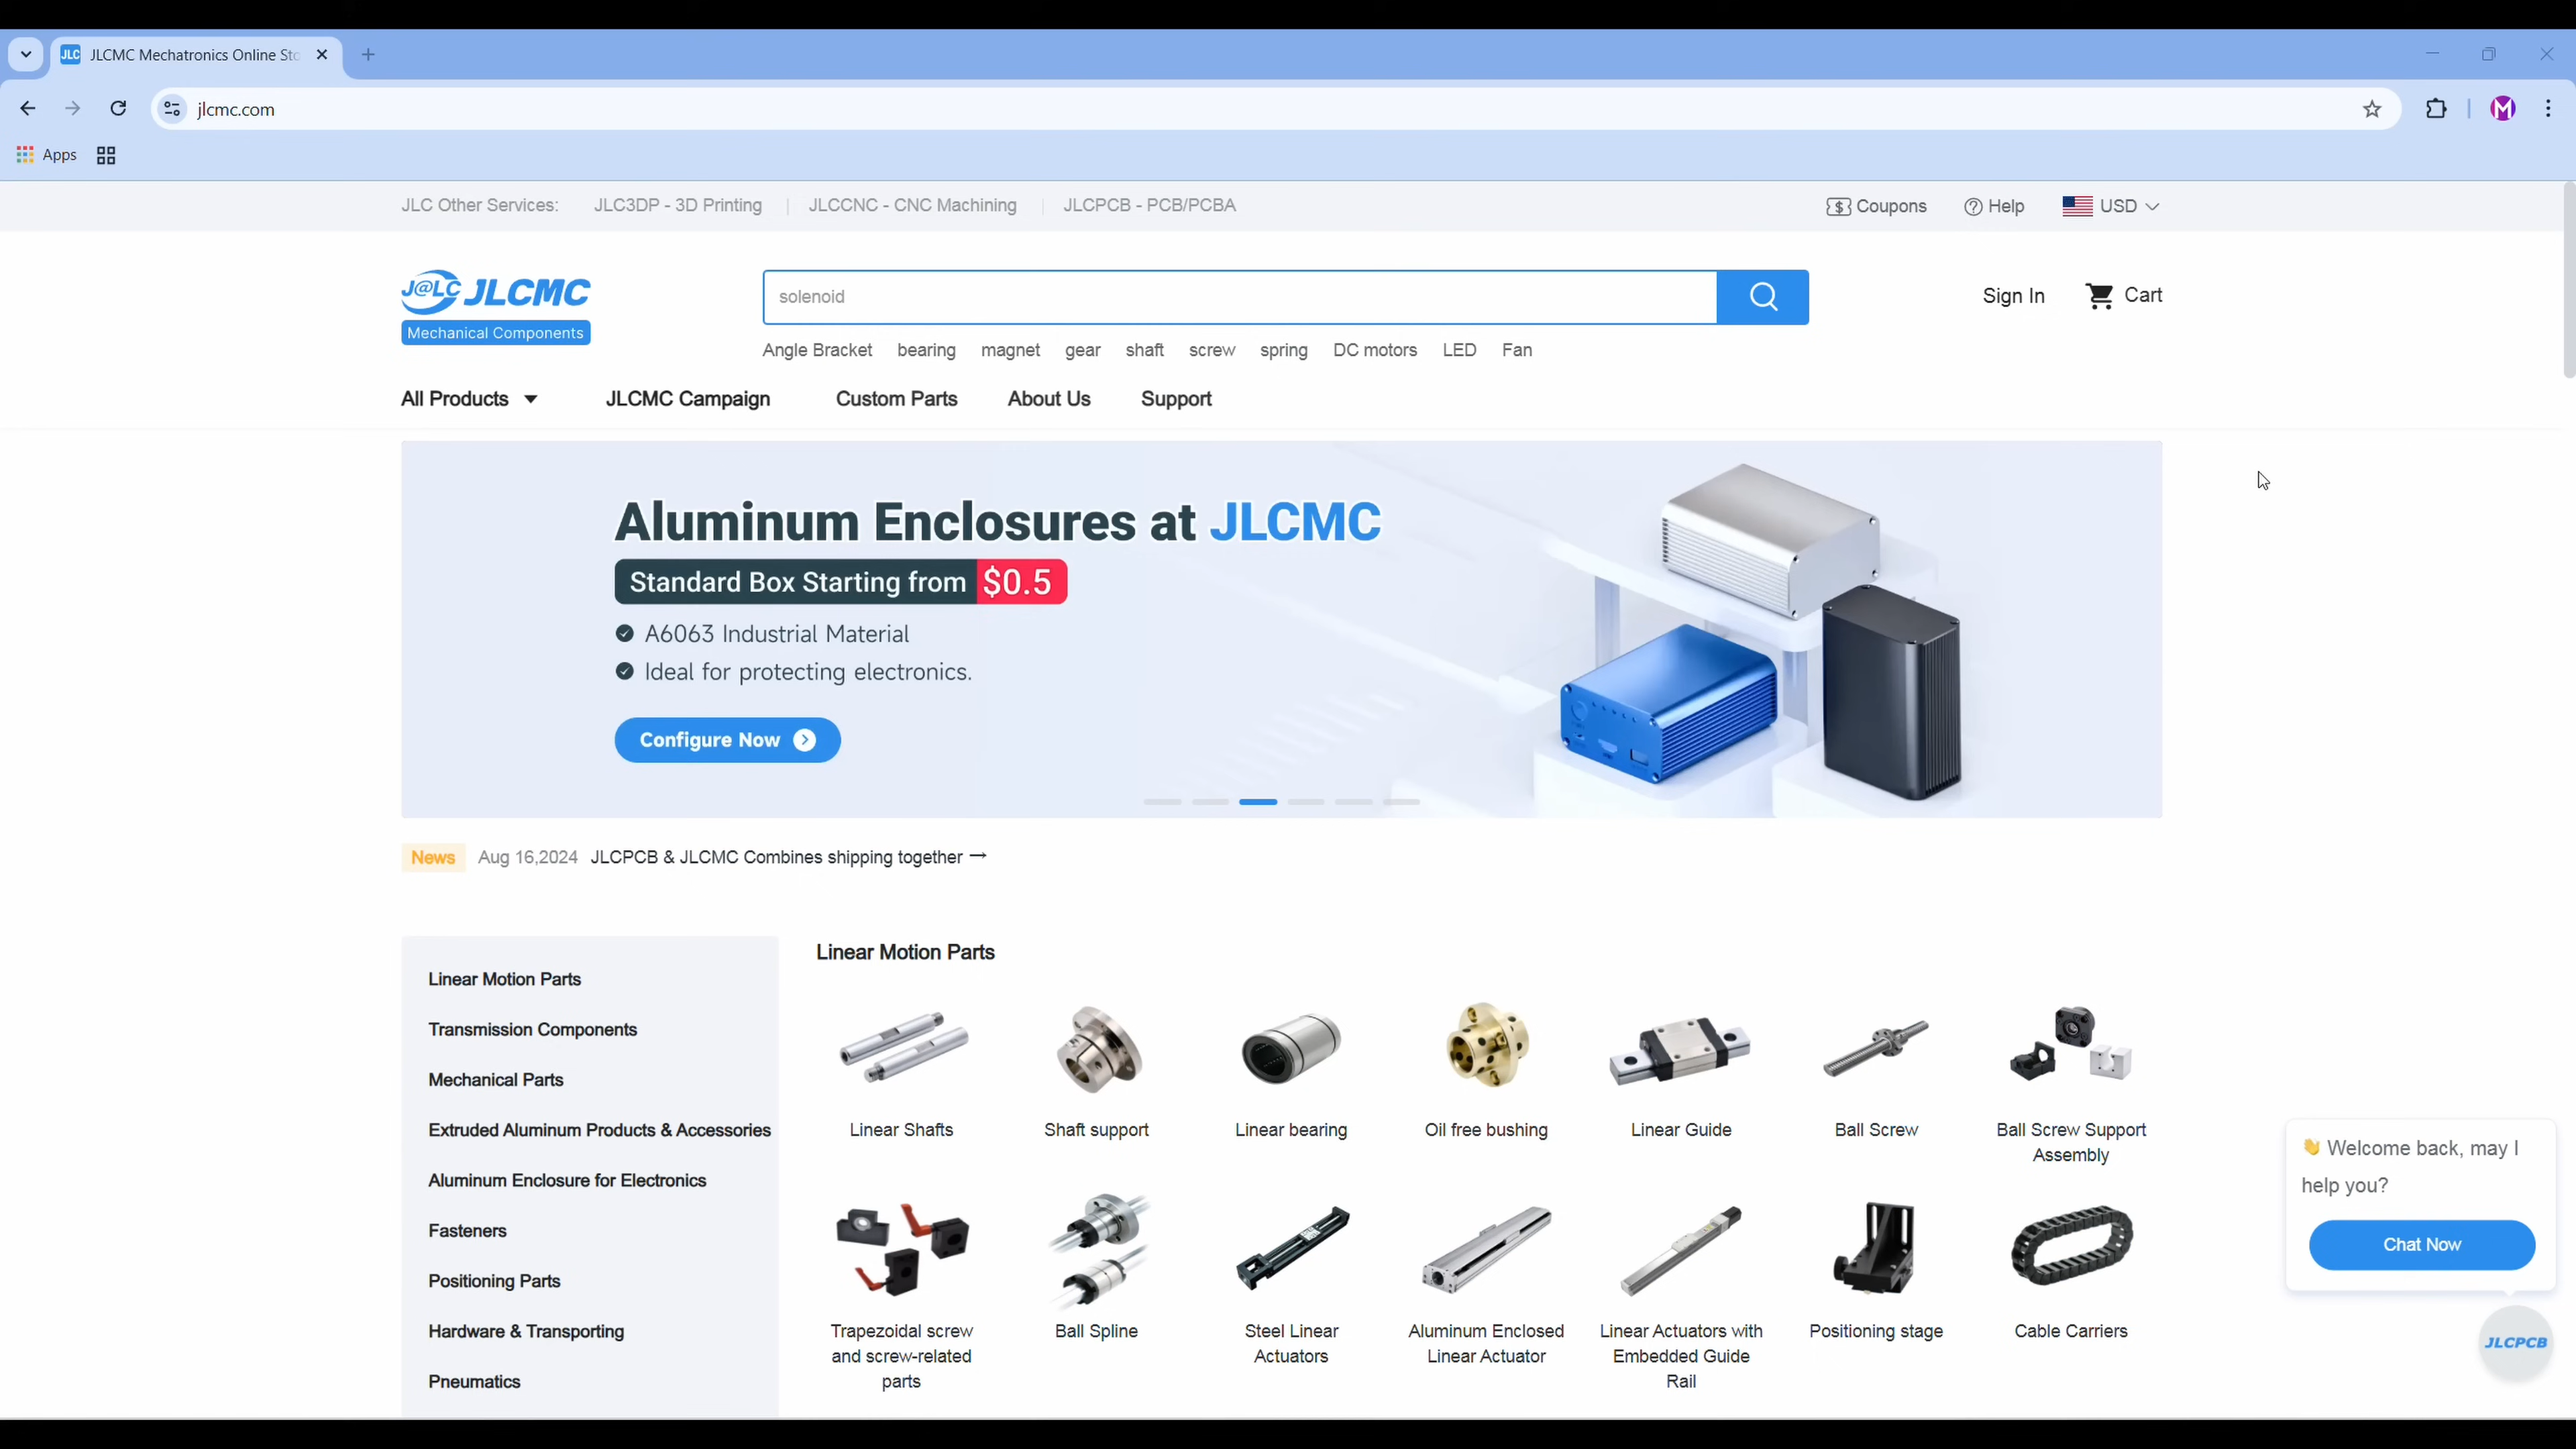 JLC
JLCMC Mechatronics Online Sto
jlcmc.com
M
Apps
JLC Other Services:
JLC3DP - 3D Printing
JLCCNC - CNC Machining
JLCPCB - PCB/PCBA
Coupons
Help
USD
J@LC JLCMC
Mechanical Components
solenoid
Sign In
Cart
Angle Bracket bearing magnet gear shaft screw spring DC motors LED Fan
All Products
JLCMC Campaign
Custom Parts
About Us
Support
Aluminum Enclosures at JLCMC
Standard Box Starting from $0.5
A6063 Industrial Material
Ideal for protecting electronics.
Configure Now
News Aug 16,2024 JLCPCB & JLCMC Combines shipping together →
Linear Motion Parts
Transmission Components
Mechanical Parts
Extruded Aluminum Products & Accessories
Aluminum Enclosure for Electronics
Fasteners
Positioning Parts
Hardware & Transporting
Pneumatics
Linear Motion Parts
Linear Shafts
Shaft support
Linear bearing
Oil free bushing
Linear Guide
Ball Screw
Ball Screw Support
Assembly
Trapezoidal screw
and screw-related
parts
Ball Spline
Steel Linear
Actuators
Aluminum Enclosed
Linear Actuator
Linear Actuators with
Embedded Guide
Rail
Positioning stage
Cable Carriers
👋 Welcome back, may I
help you?
Chat Now
JLCPCB